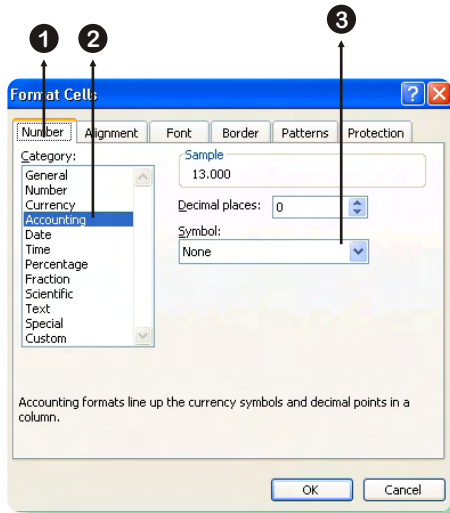 1 2 3
Format Cells
Number Alignment Font Border Patterns Protection
Category:
General
Number
Currency
Accounting
Date
Time
Percentage
Fraction
Scientific
Text
Special
Custom
Sample
13.000
Decimal places: 0
Symbol:
None
Accounting formats line up the currency symbols and decimal points in a
column.
OK Cancel